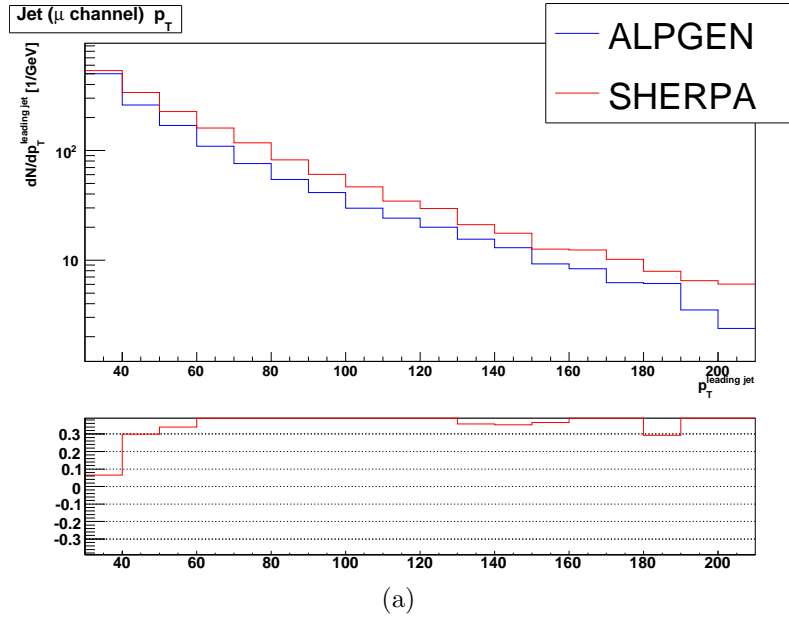 Jet (μ channel) p_T
ALPGEN
SHERPA
dN/dp_T^leading jet [1/GeV]
10^2
10
40 60 80 100 120 140 160 180 200
p_T^leading jet
0.3
0.2
0.1
0
-0.1
-0.2
-0.3
40 60 80 100 120 140 160 180 200
(a)